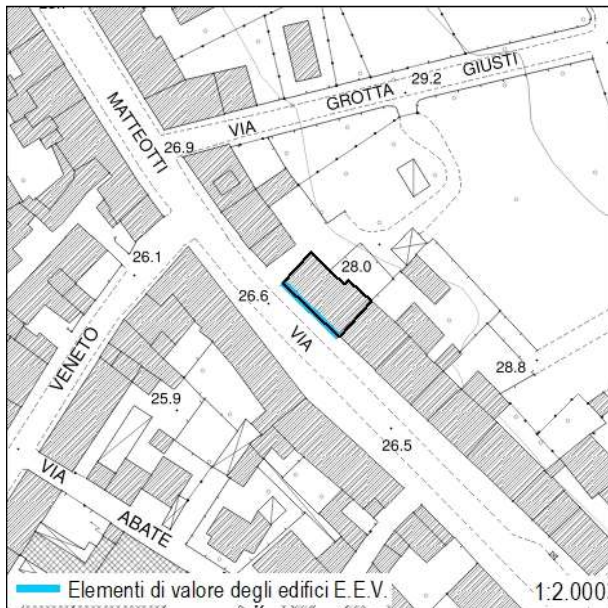 MATTEOTTI
29.2
GIUSTI
GROTTA
VIA
26.9
26.1
28.0
26.6
VIA
VENETO
28.8
25.9
26.5
VIA
ABATE
Elementi di valore degli edifici E.E.V.
1:2.000